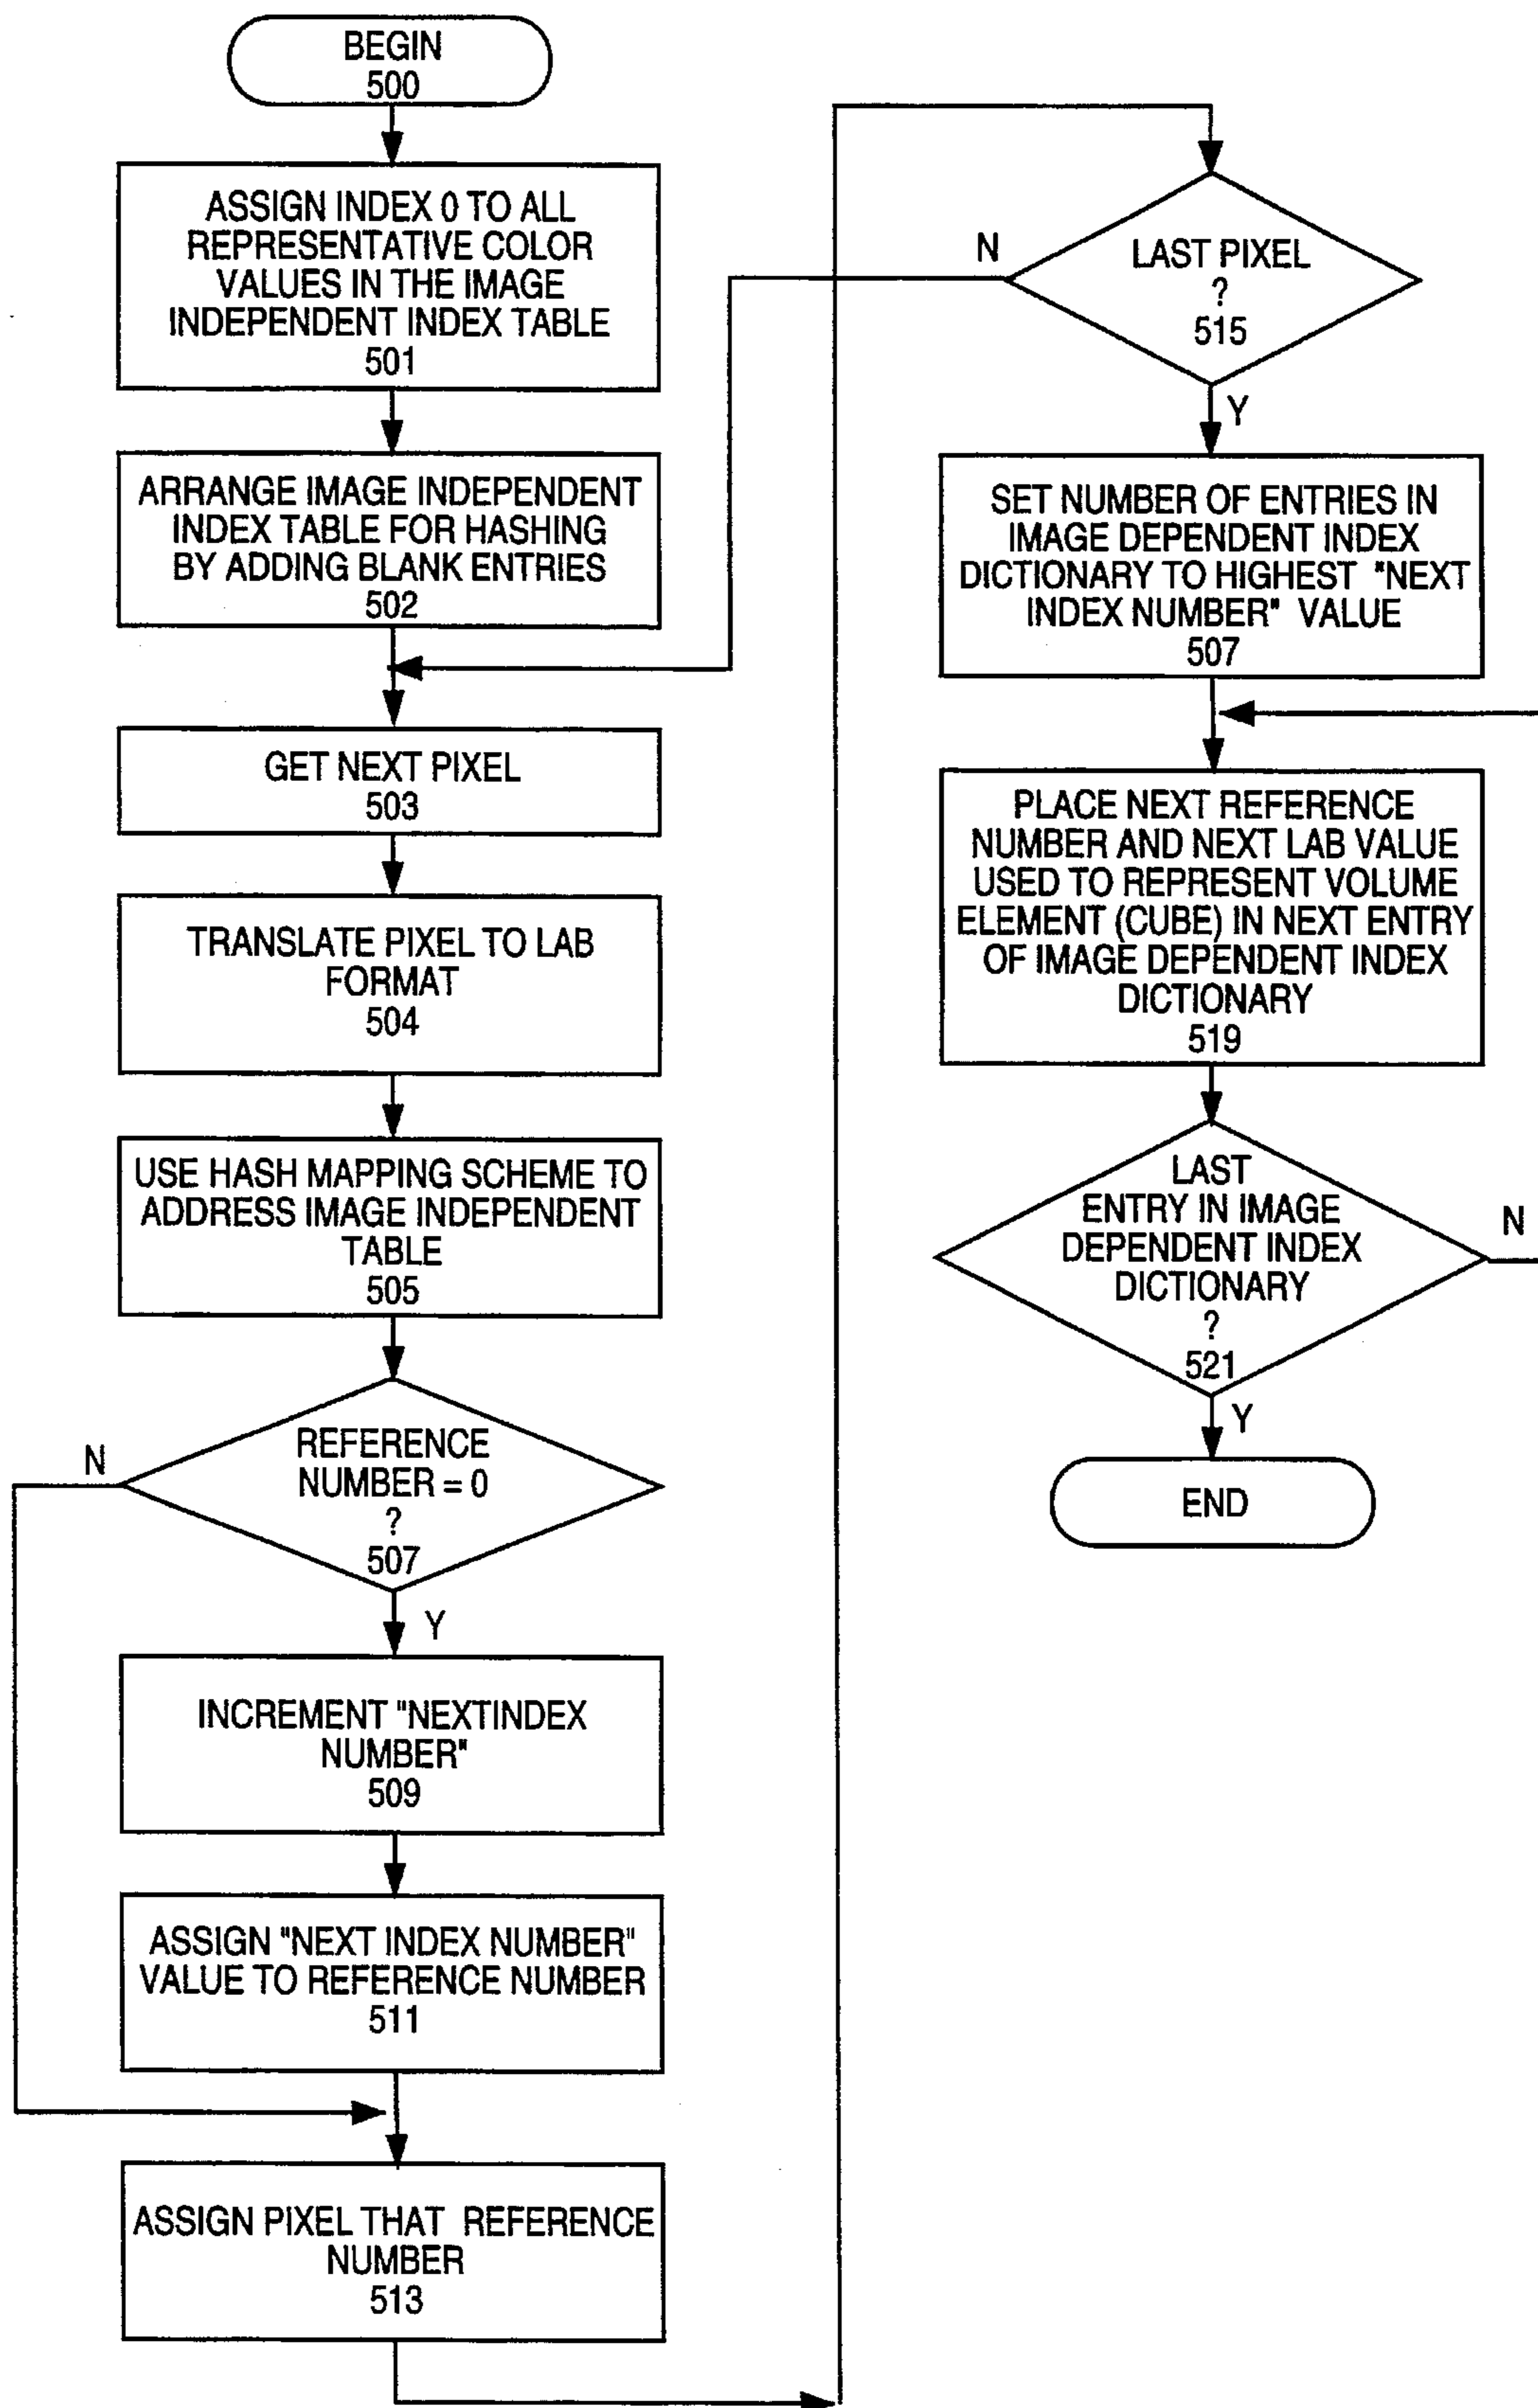 BEGIN
500
ASSIGN INDEX 0 TO ALL
REPRESENTATIVE COLOR
VALUES IN THE IMAGE
INDEPENDENT INDEX TABLE
501
ARRANGE IMAGE INDEPENDENT
INDEX TABLE FOR HASHING
BY ADDING BLANK ENTRIES
502
GET NEXT PIXEL
503
TRANSLATE PIXEL TO LAB
FORMAT
504
USE HASH MAPPING SCHEME TO
ADDRESS IMAGE INDEPENDENT
TABLE
505
N
REFERENCE
NUMBER = 0
?
507
Y
INCREMENT "NEXTINDEX
NUMBER"
509
ASSIGN "NEXT INDEX NUMBER"
VALUE TO REFERENCE NUMBER
511
ASSIGN PIXEL THAT REFERENCE
NUMBER
513
N
LAST PIXEL
?
515
Y
SET NUMBER OF ENTRIES IN
IMAGE DEPENDENT INDEX
DICTIONARY TO HIGHEST "NEXT
INDEX NUMBER" VALUE
507
PLACE NEXT REFERENCE
NUMBER AND NEXT LAB VALUE
USED TO REPRESENT VOLUME
ELEMENT (CUBE) IN NEXT ENTRY
OF IMAGE DEPENDENT INDEX
DICTIONARY
519
LAST
ENTRY IN IMAGE
DEPENDENT INDEX
DICTIONARY
?
521
N
Y
END